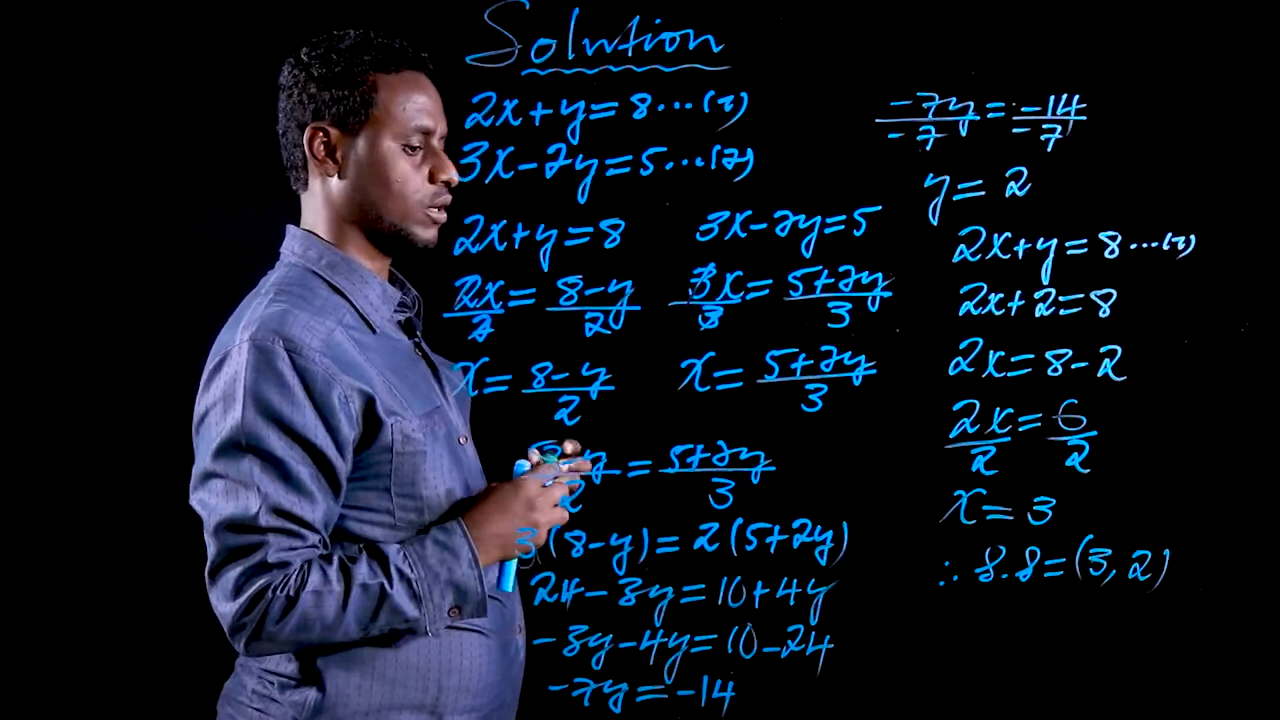 Solution
2x+y=8...(1)
3x-2y=5...(2)
2x+y=8
2x/2=8-y/2
x=8-y/2
3x-2y=5
3x/3=5+2y/3
x=5+2y/3
8-y/2=5+2y/3
3(8-y)=2(5+2y)
24-3y=10+4y
-3y-4y=10-24
-7y=-14
-7y/-7=-14/-7
y=2
2x+y=8...(1)
2x+2=8
2x=8-2
2x/2=6/2
x=3
∴ S.S=(3,2)